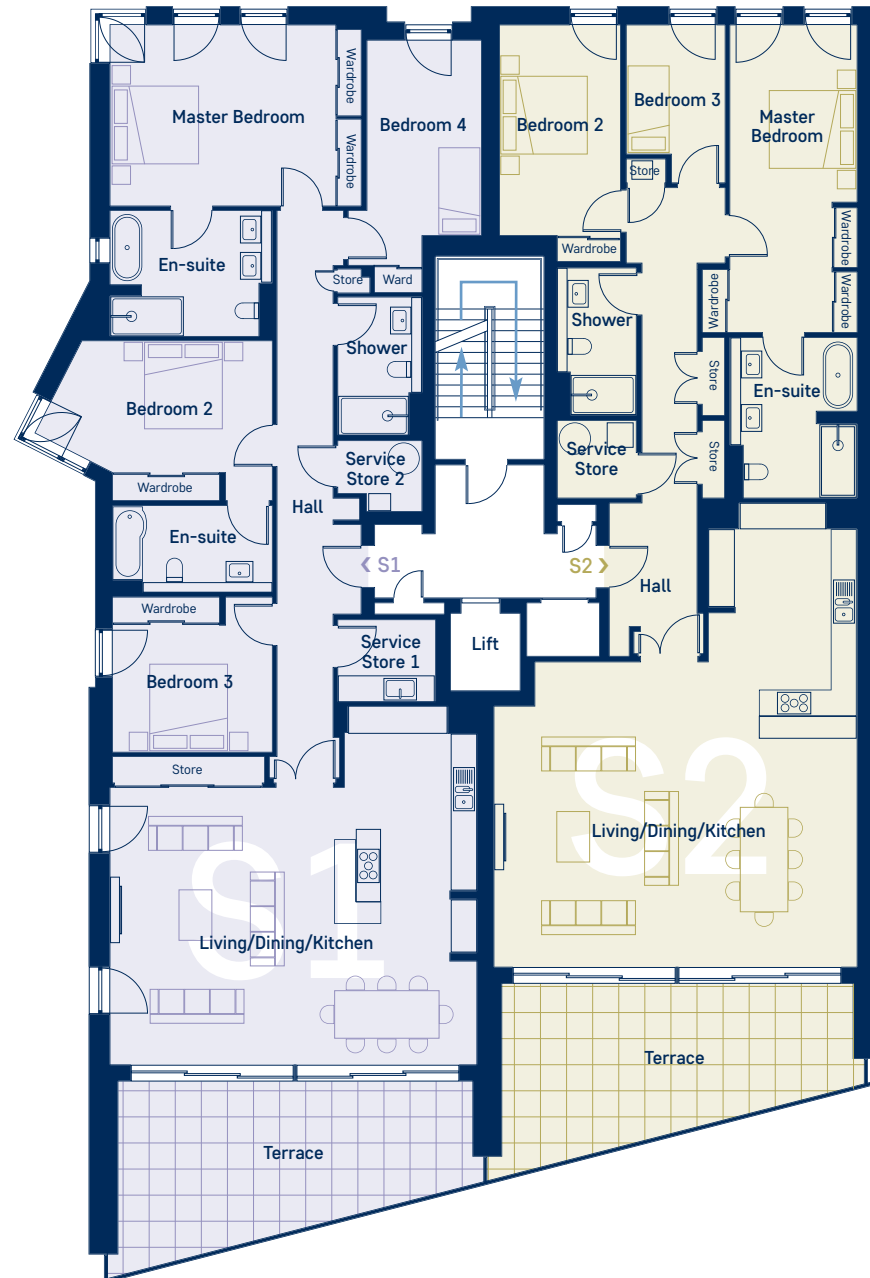 Wardrobe
Wardrobe
Master Bedroom
Bedroom 4
Bedroom 2
Bedroom 3
Master
Bedroom
Store
Wardrobe
Wardrobe
Wardrobe
Wardrobe
En-suite
Store
Ward
Shower
Shower
Store
En-suite
Bedroom 2
Service
Store 2
Service
Store
Store
Wardrobe
Hall
En-suite
S1
S2
Hall
Wardrobe
Service
Store 1
Lift
Bedroom 3
Store
S2
Living/Dining/Kitchen
S1
Living/Dining/Kitchen
Terrace
Terrace